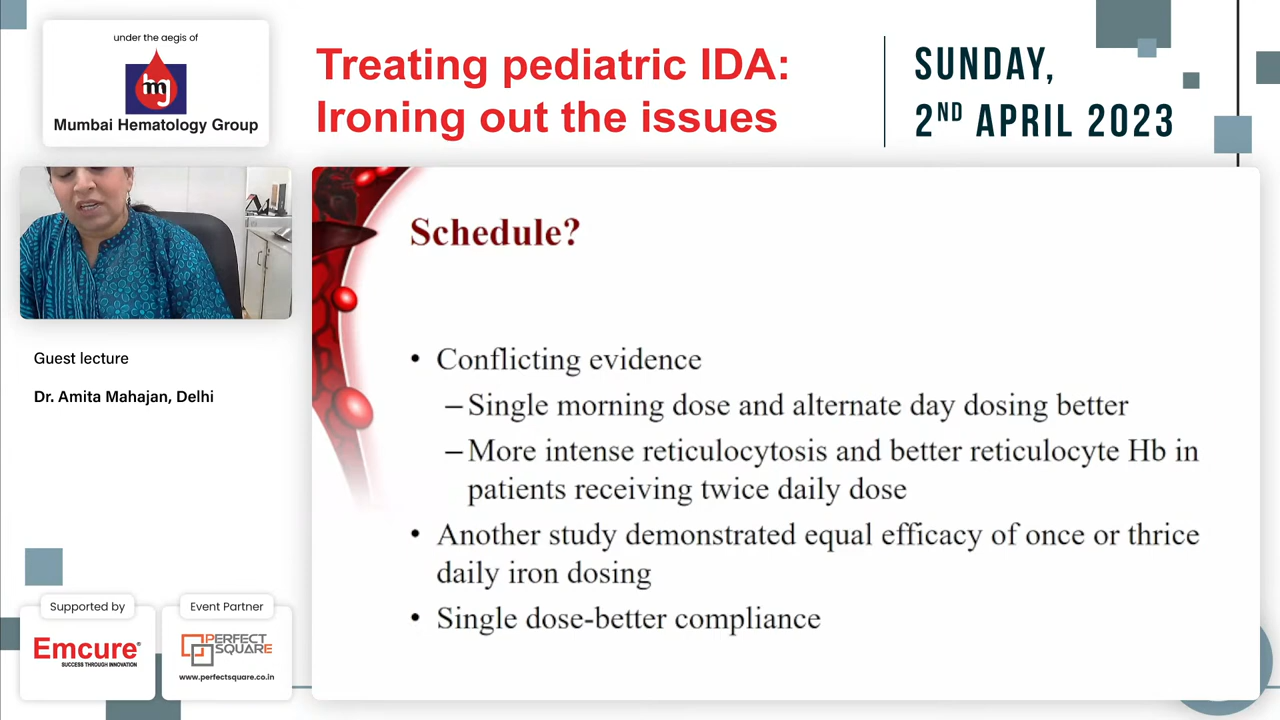 under the aegis of
hmg
Mumbai Hematology Group
Treating pediatric IDA:
Ironing out the issues
SUNDAY,
2ND APRIL 2023
Guest lecture
Dr. Amita Mahajan, Delhi
Schedule?
• Conflicting evidence
– Single morning dose and alternate day dosing better
– More intense reticulocytosis and better reticulocyte Hb in
patients receiving twice daily dose
• Another study demonstrated equal efficacy of once or thrice
daily iron dosing
• Single dose-better compliance
Supported by
Emcure®
SUCCESS THROUGH INNOVATION
Event Partner
PERFECT
SQUARE
www.perfectsquare.co.in